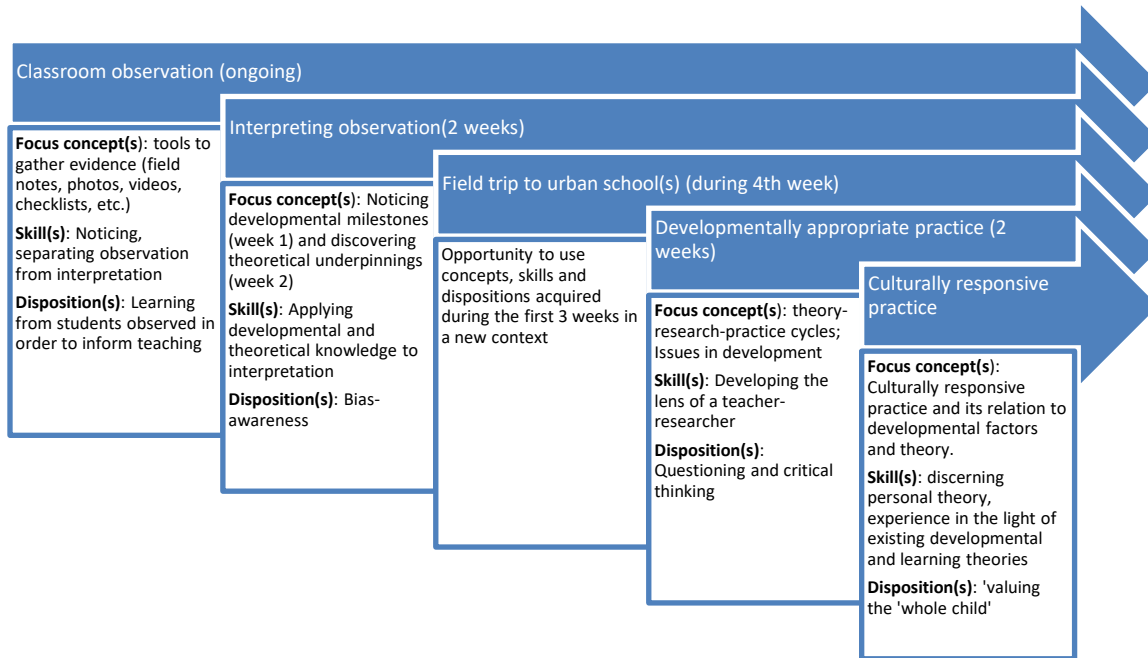 Classroom observation (ongoing)
Focus concept(s): tools to
gather evidence (field
notes, photos, videos,
checklists, etc.)
Skill(s): Noticing,
separating observation
from interpretation
Disposition(s): Learning
from students observed in
order to inform teaching
Interpreting observation(2 weeks)
Focus concept(s): Noticing
developmental milestones
(week 1) and discovering
theoretical underpinnings
(week 2)
Skill(s): Applying
developmental and
theoretical knowledge to
interpretation
Disposition(s): Bias-
awareness
Field trip to urban school(s) (during 4th week)
Opportunity to use
concepts, skills and
dispositions acquired
during the first 3 weeks in
a new context
Developmentally appropriate practice (2
weeks)
Focus concept(s): theory-
research-practice cycles;
Issues in development
Skill(s): Developing the
lens of a teacher-
researcher
Disposition(s):
Questioning and critical
thinking
Culturally responsive
practice
Focus concept(s):
Culturally responsive
practice and its relation to
developmental factors
and theory.
Skill(s): discerning
personal theory,
experience in the light of
existing developmental
and learning theories
Disposition(s): 'valuing
the 'whole child'